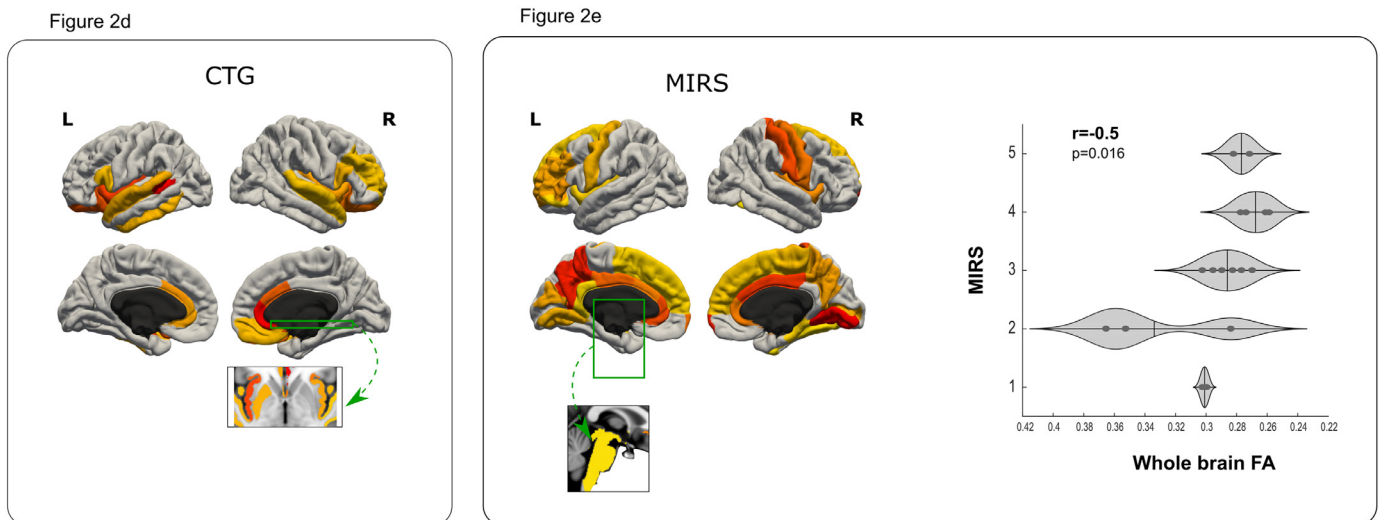 Figure 2d
CTG
L
R
Figure 2e
MIRS
L
R
r=-0.5
p=0.016
MIRS
5
4
3
2
1
0.42 0.4 0.38 0.36 0.34 0.32 0.3 0.28 0.26 0.24 0.22
Whole brain FA